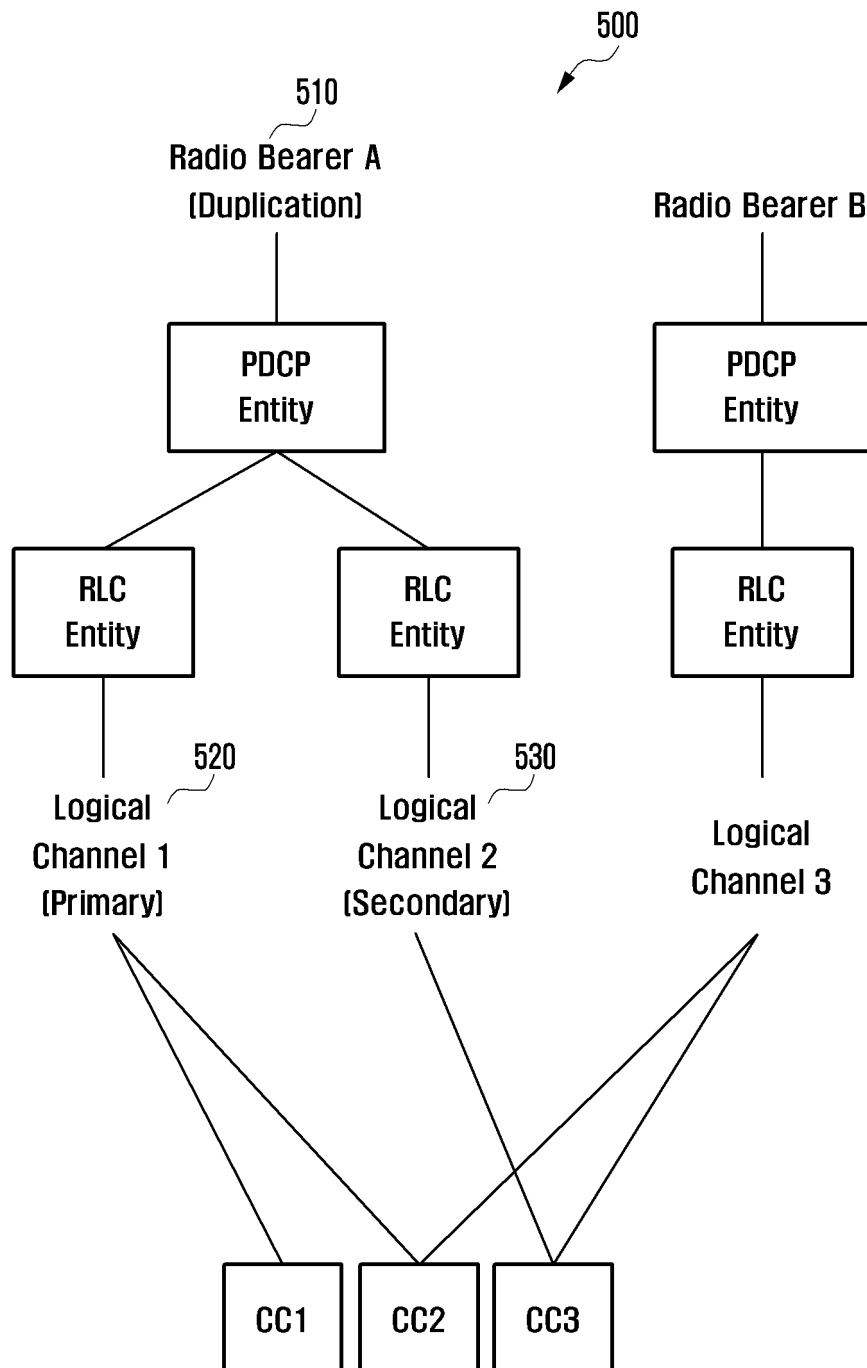 500
510
Radio Bearer A
(Duplication)
Radio Bearer B
PDCP
Entity
PDCP
Entity
RLC
Entity
RLC
Entity
RLC
Entity
520
530
Logical
Channel 1
(Primary)
Logical
Channel 2
(Secondary)
Logical
Channel 3
CC1
CC2
CC3